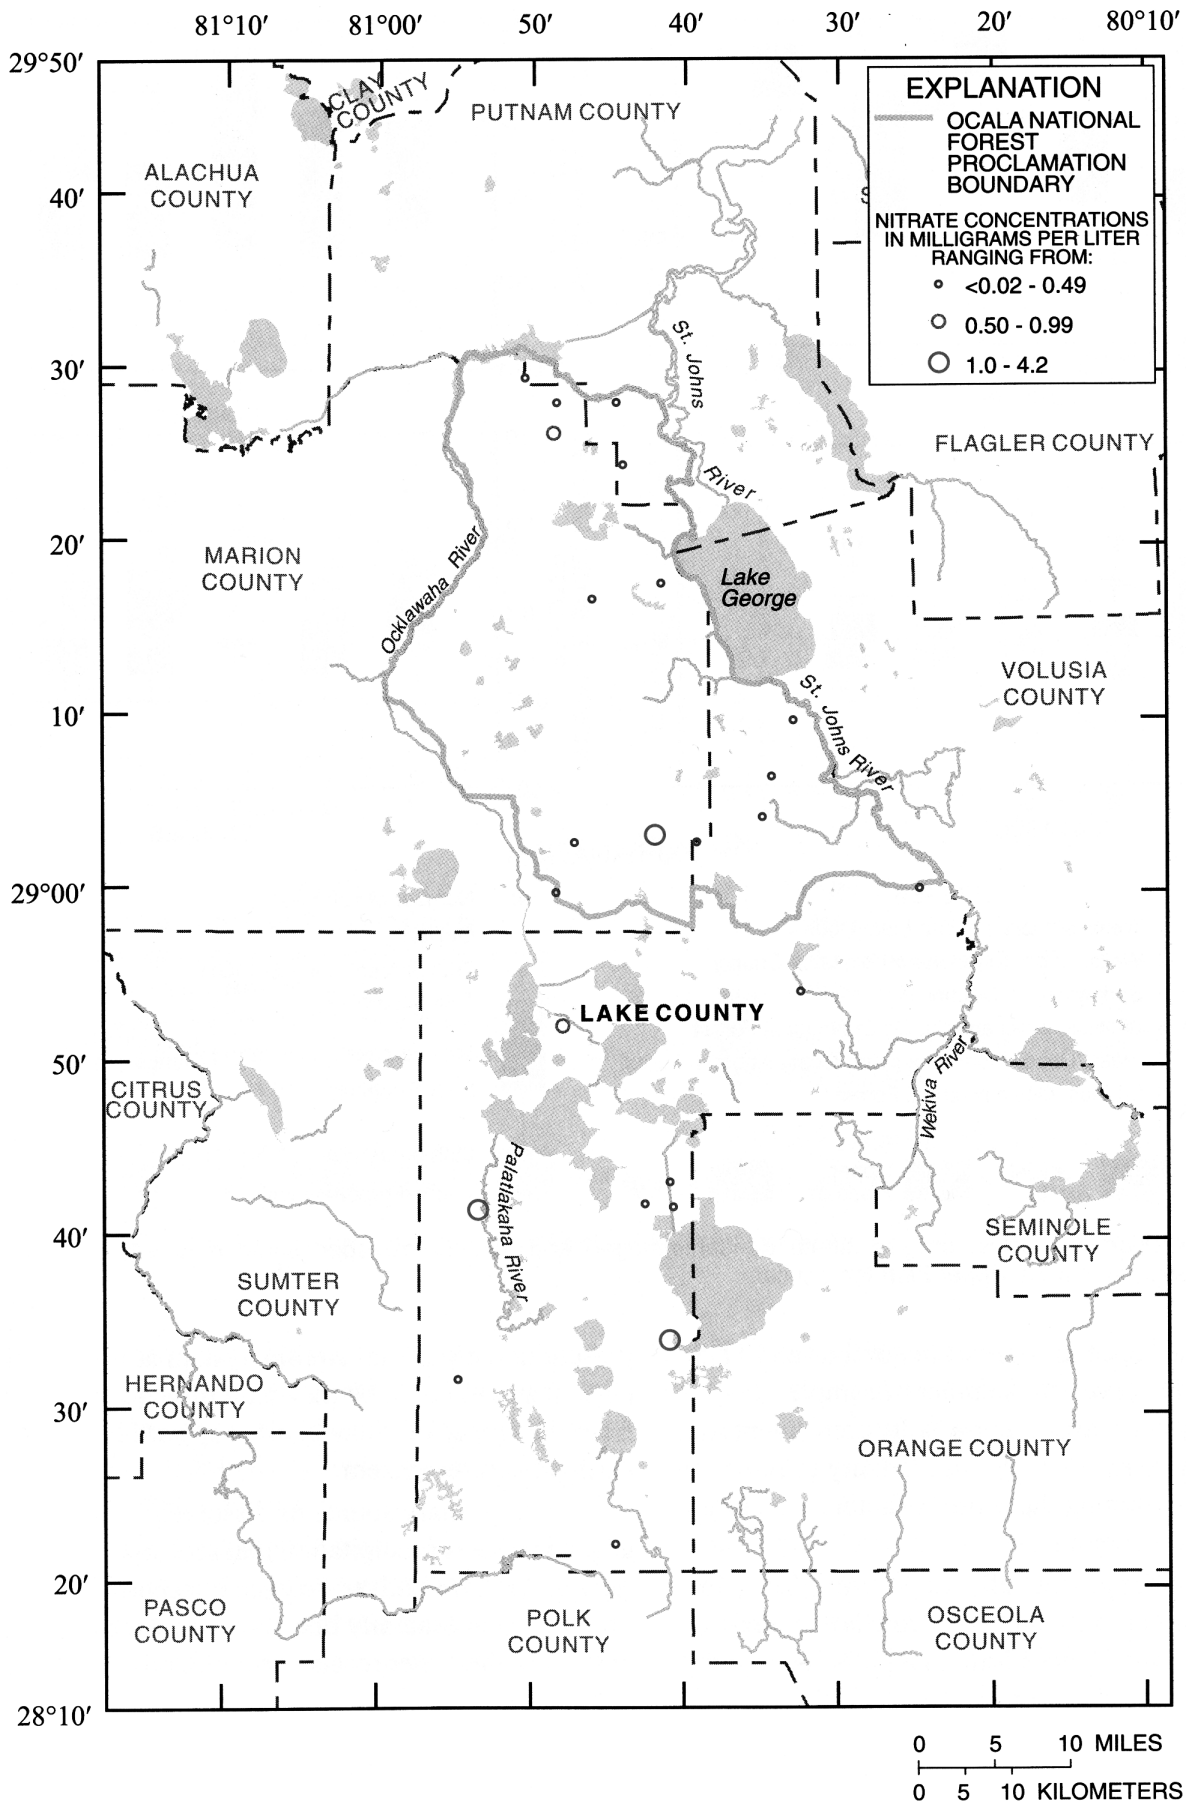 81°10′ 81°00′ 50′ 40′ 30′ 20′ 80°10′
29°50′
CLAY
COUNTY
PUTNAM COUNTY
EXPLANATION
OCALA NATIONAL
FOREST
PROCLAMATION
BOUNDARY
NITRATE CONCENTRATIONS
IN MILLIGRAMS PER LITER
RANGING FROM:
<0.02 - 0.49
0.50 - 0.99
1.0 - 4.2
ALACHUA
COUNTY
40′
S
30′
St. Johns
River
FLAGLER COUNTY
20′
MARION
COUNTY
Ocklawaha River
Lake
George
VOLUSIA
COUNTY
10′
St. Johns River
29°00′
LAKE COUNTY
50′
CITRUS
COUNTY
Wekiva River
Palatlakaha River
40′
SEMINOLE
COUNTY
SUMTER
COUNTY
HERNANDO
COUNTY
30′
ORANGE COUNTY
20′
PASCO
COUNTY
POLK
COUNTY
OSCEOLA
COUNTY
28°10′
0 5 10 MILES
0 5 10 KILOMETERS